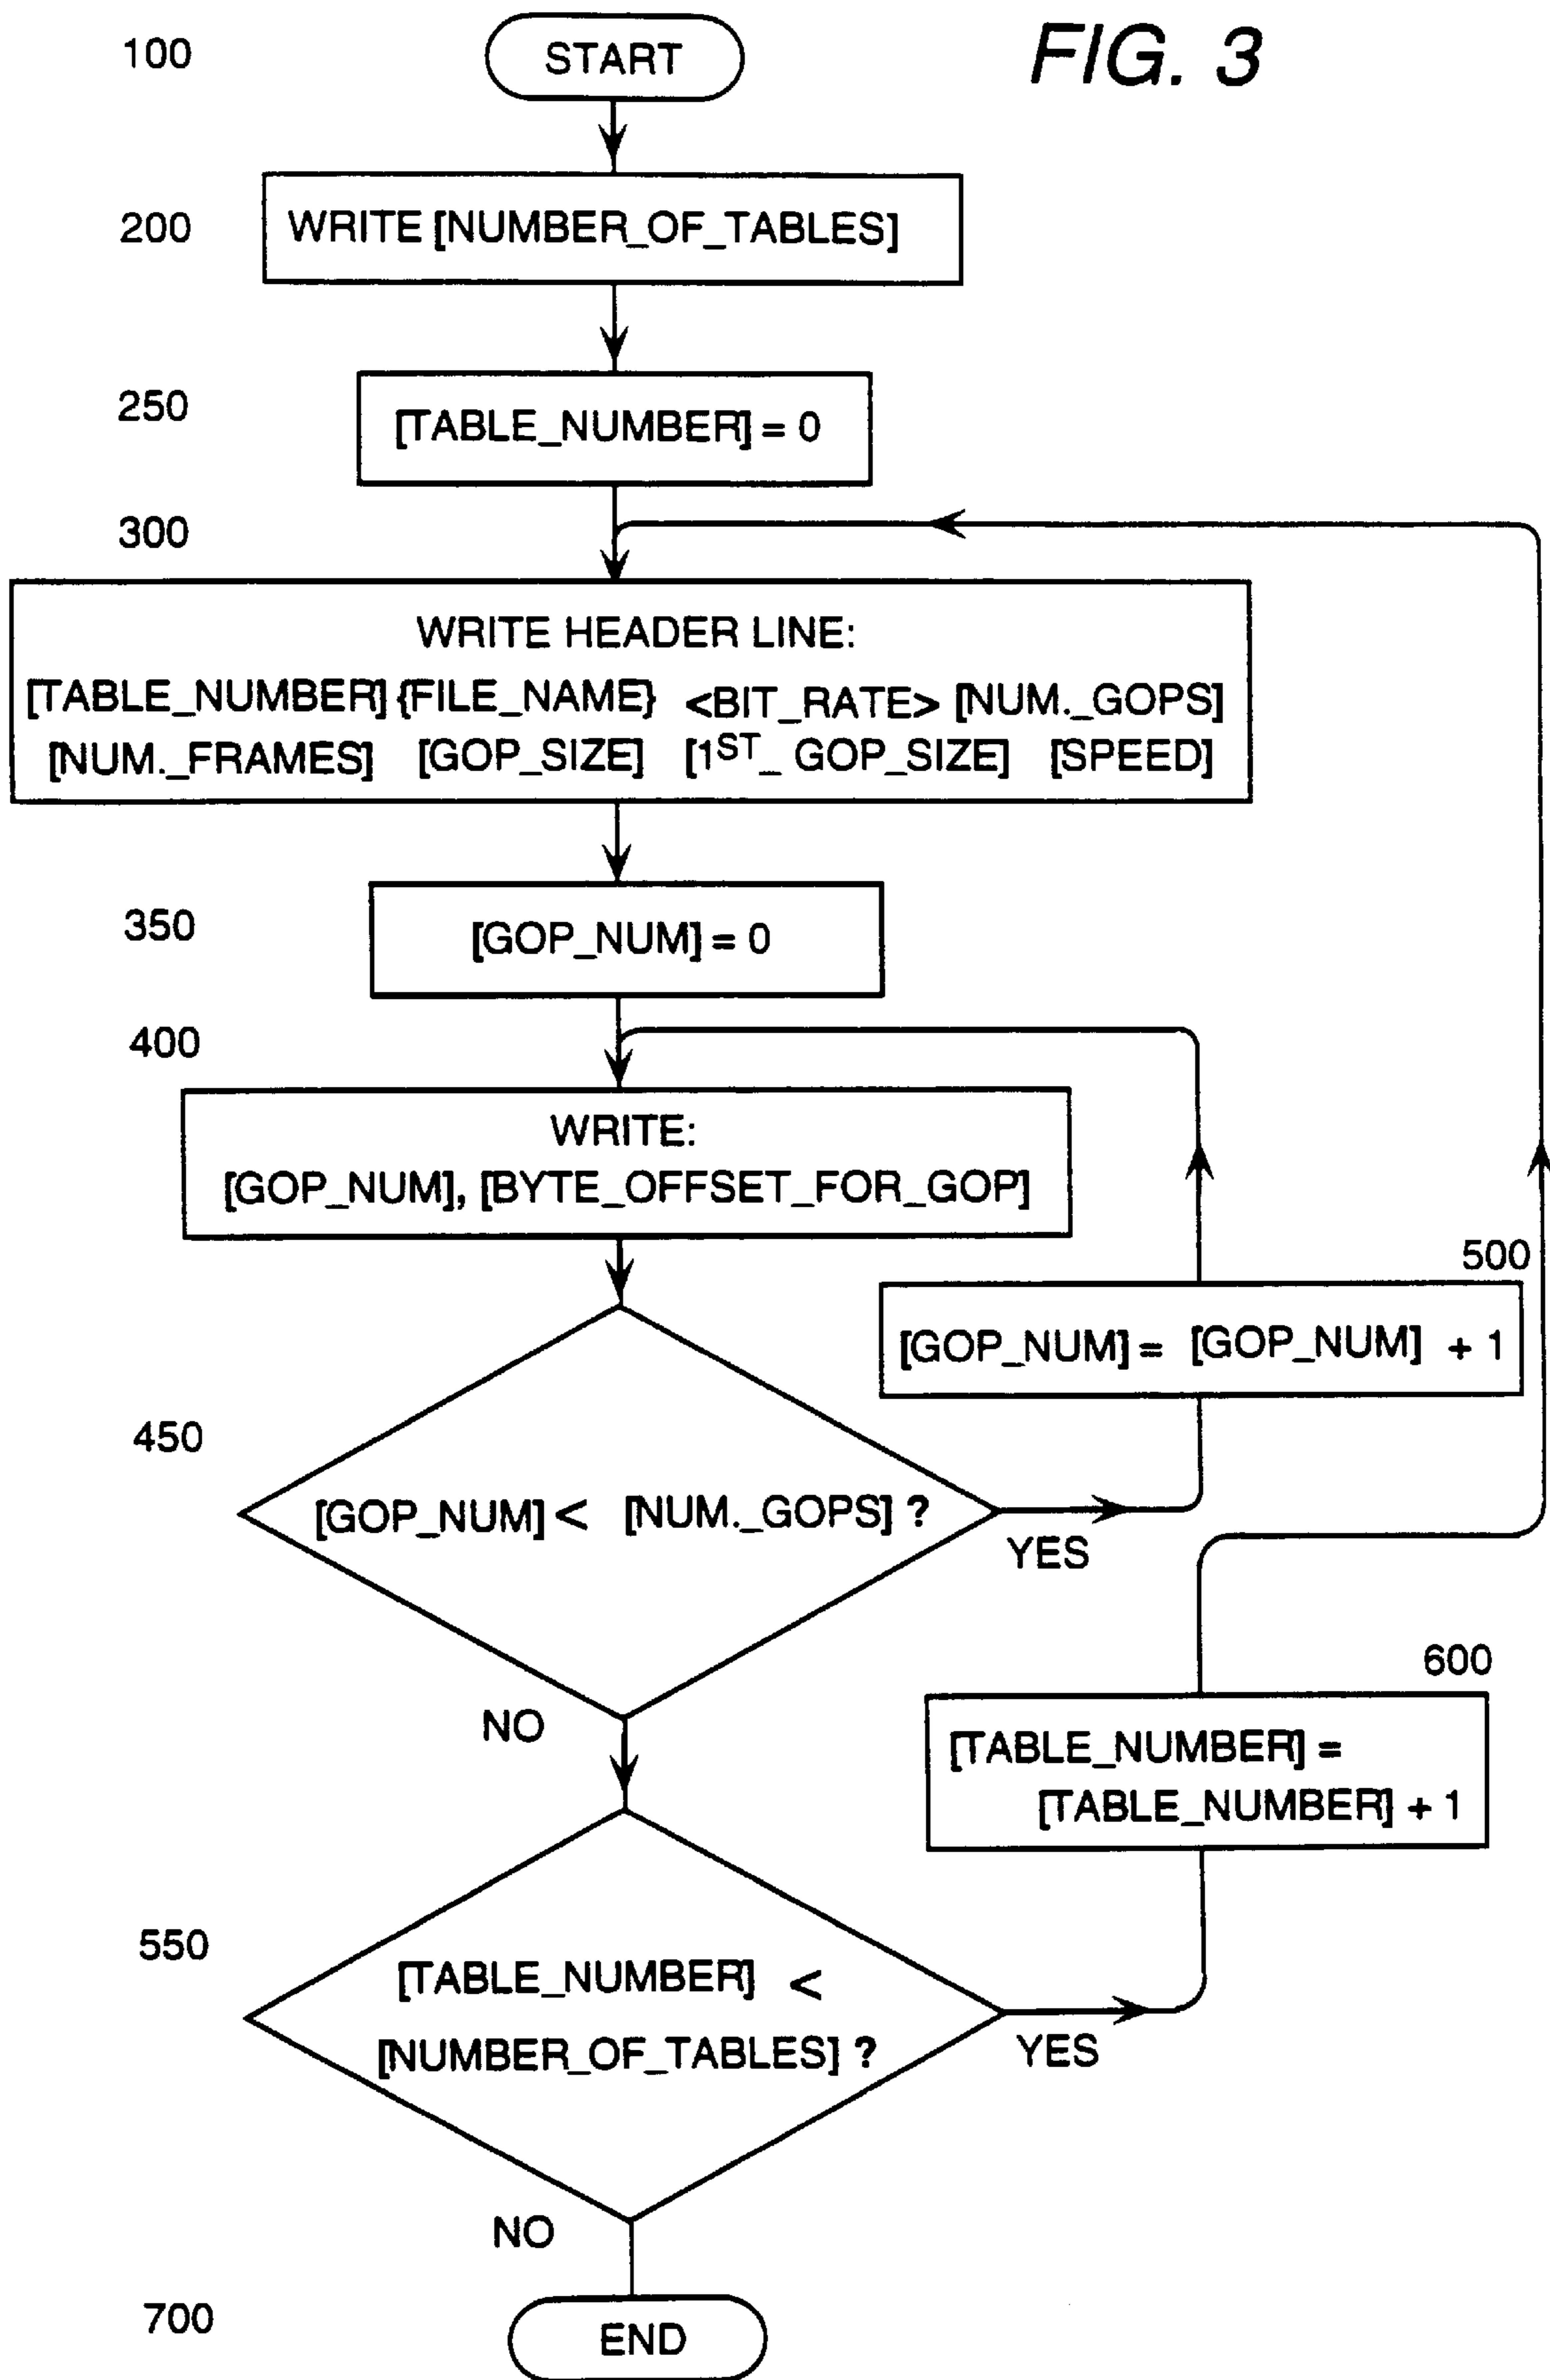 FIG. 3
100
START
200
WRITE [NUMBER_OF_TABLES]
250
[TABLE_NUMBER] = 0
300
WRITE HEADER LINE:
[TABLE_NUMBER] {FILE_NAME} <BIT_RATE> [NUM._GOPS]
[NUM._FRAMES] [GOP_SIZE] [1ST_ GOP_SIZE] [SPEED]
350
[GOP_NUM] = 0
400
WRITE:
[GOP_NUM], [BYTE_OFFSET_FOR_GOP]
500
[GOP_NUM] = [GOP_NUM] + 1
450
[GOP_NUM] < [NUM._GOPS] ?
YES
NO
600
[TABLE_NUMBER] =
[TABLE_NUMBER] + 1
550
[TABLE_NUMBER] <
[NUMBER_OF_TABLES] ?
YES
NO
700
END